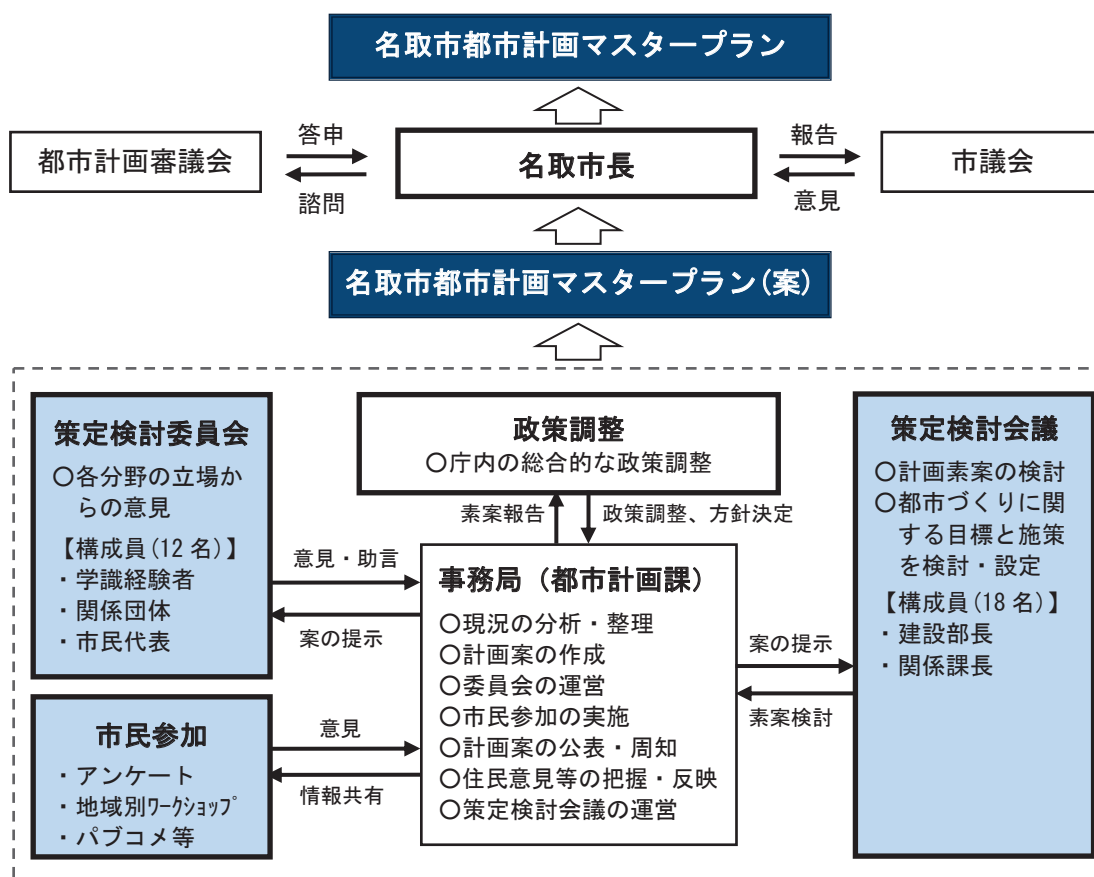 名取市都市計画マスタープラン
都市計画審議会
答申
諮問
名取市長
報告
意見
市議会
名取市都市計画マスタープラン(案)
策定検討委員会
○各分野の立場か
らの意見
【構成員(12名)】
・学識経験者
・関係団体
・市民代表
政策調整
○庁内の総合的な政策調整
素案報告
政策調整、方針決定
策定検討会議
○計画素案の検討
○都市づくりに関
する目標と施策
を検討・設定
【構成員(18名)】
・建設部長
・関係課長
意見・助言
案の提示
事務局(都市計画課)
○現況の分析・整理
○計画案の作成
○委員会の運営
○市民参加の実施
○計画案の公表・周知
○住民意見等の把握・反映
○策定検討会議の運営
案の提示
素案検討
市民参加
・アンケート
・地域別ﾜｰｸｼｮｯﾌﾟ
・パブコメ等
意見
情報共有